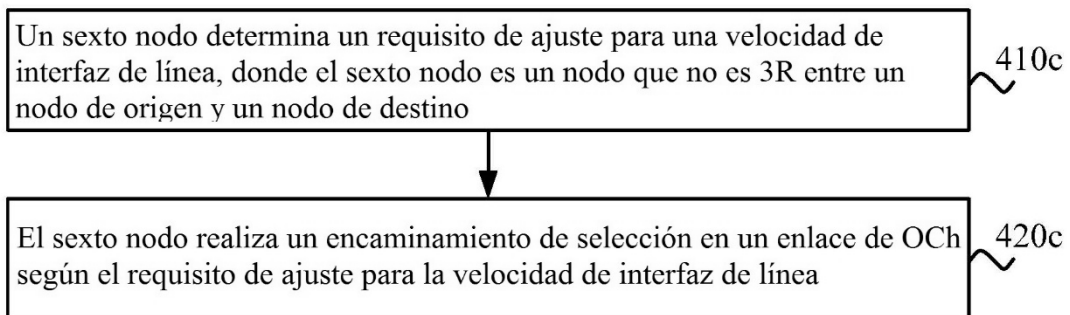 Un sexto nodo determina un requisito de ajuste para una velocidad de
interfaz de línea, donde el sexto nodo es un nodo que no es 3R entre un
nodo de origen y un nodo de destino
410c
El sexto nodo realiza un encaminamiento de selección en un enlace de OCh
según el requisito de ajuste para la velocidad de interfaz de línea
420c